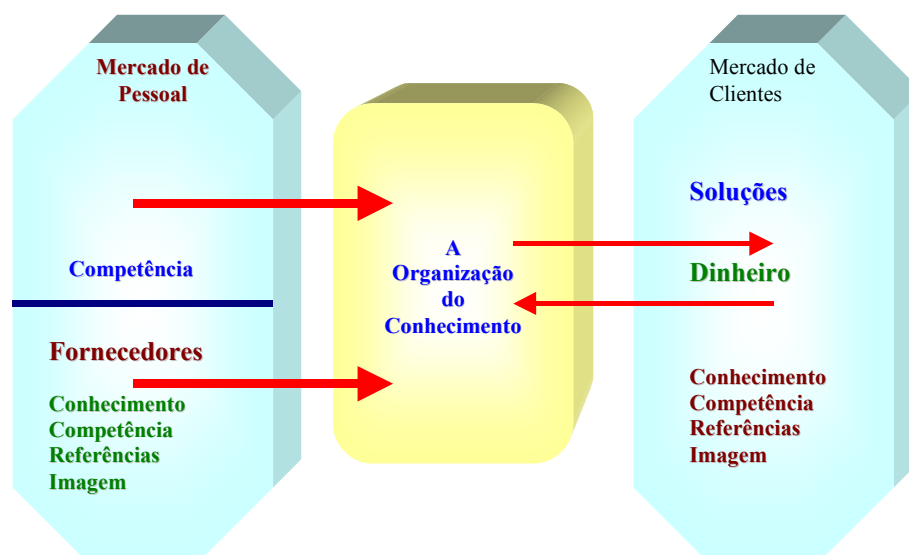 Mercado de
Pessoal
Competência
Fornecedores
Conhecimento
Competência
Referências
Imagem
A
Organização
do
Conhecimento
Mercado de
Clientes
Soluções
Dinheiro
Conhecimento
Competência
Referências
Imagem